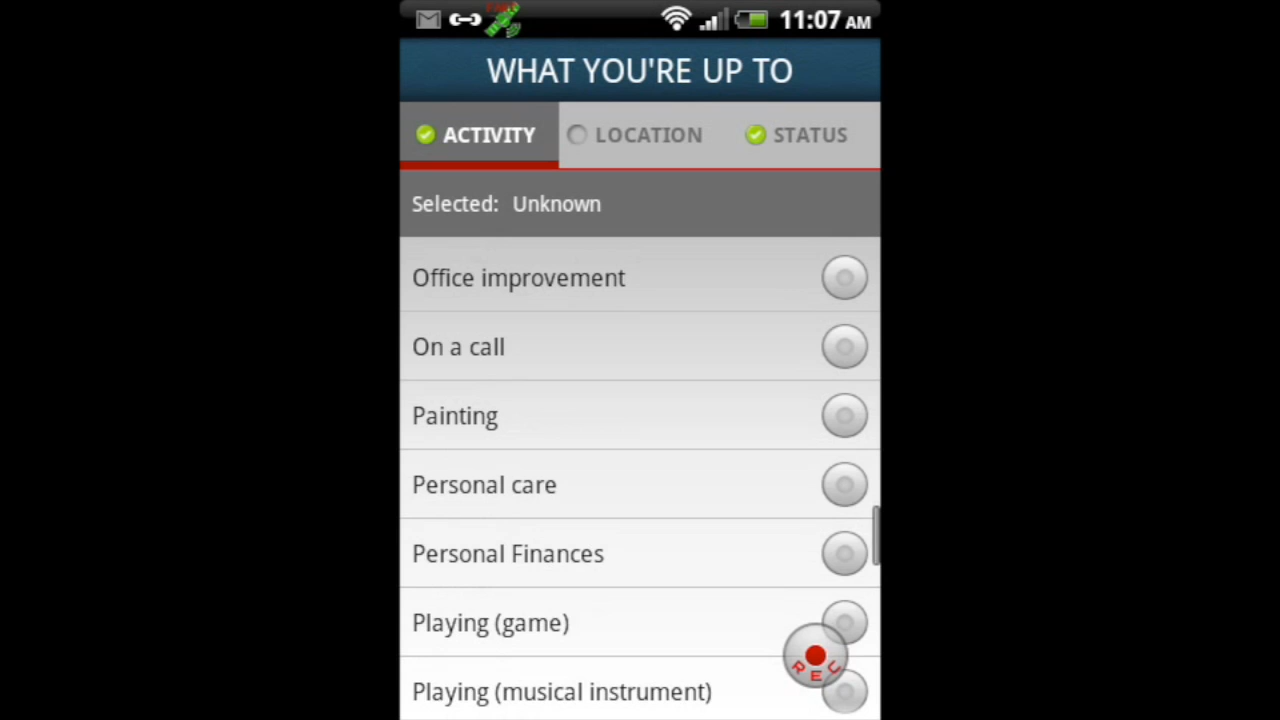 11:07 AM
WHAT YOU'RE UP TO
ACTIVITY LOCATION STATUS
Selected: Unknown
Office improvement
On a call
Painting
Personal care
Personal Finances
Playing (game)
REC
Playing (musical instrument)